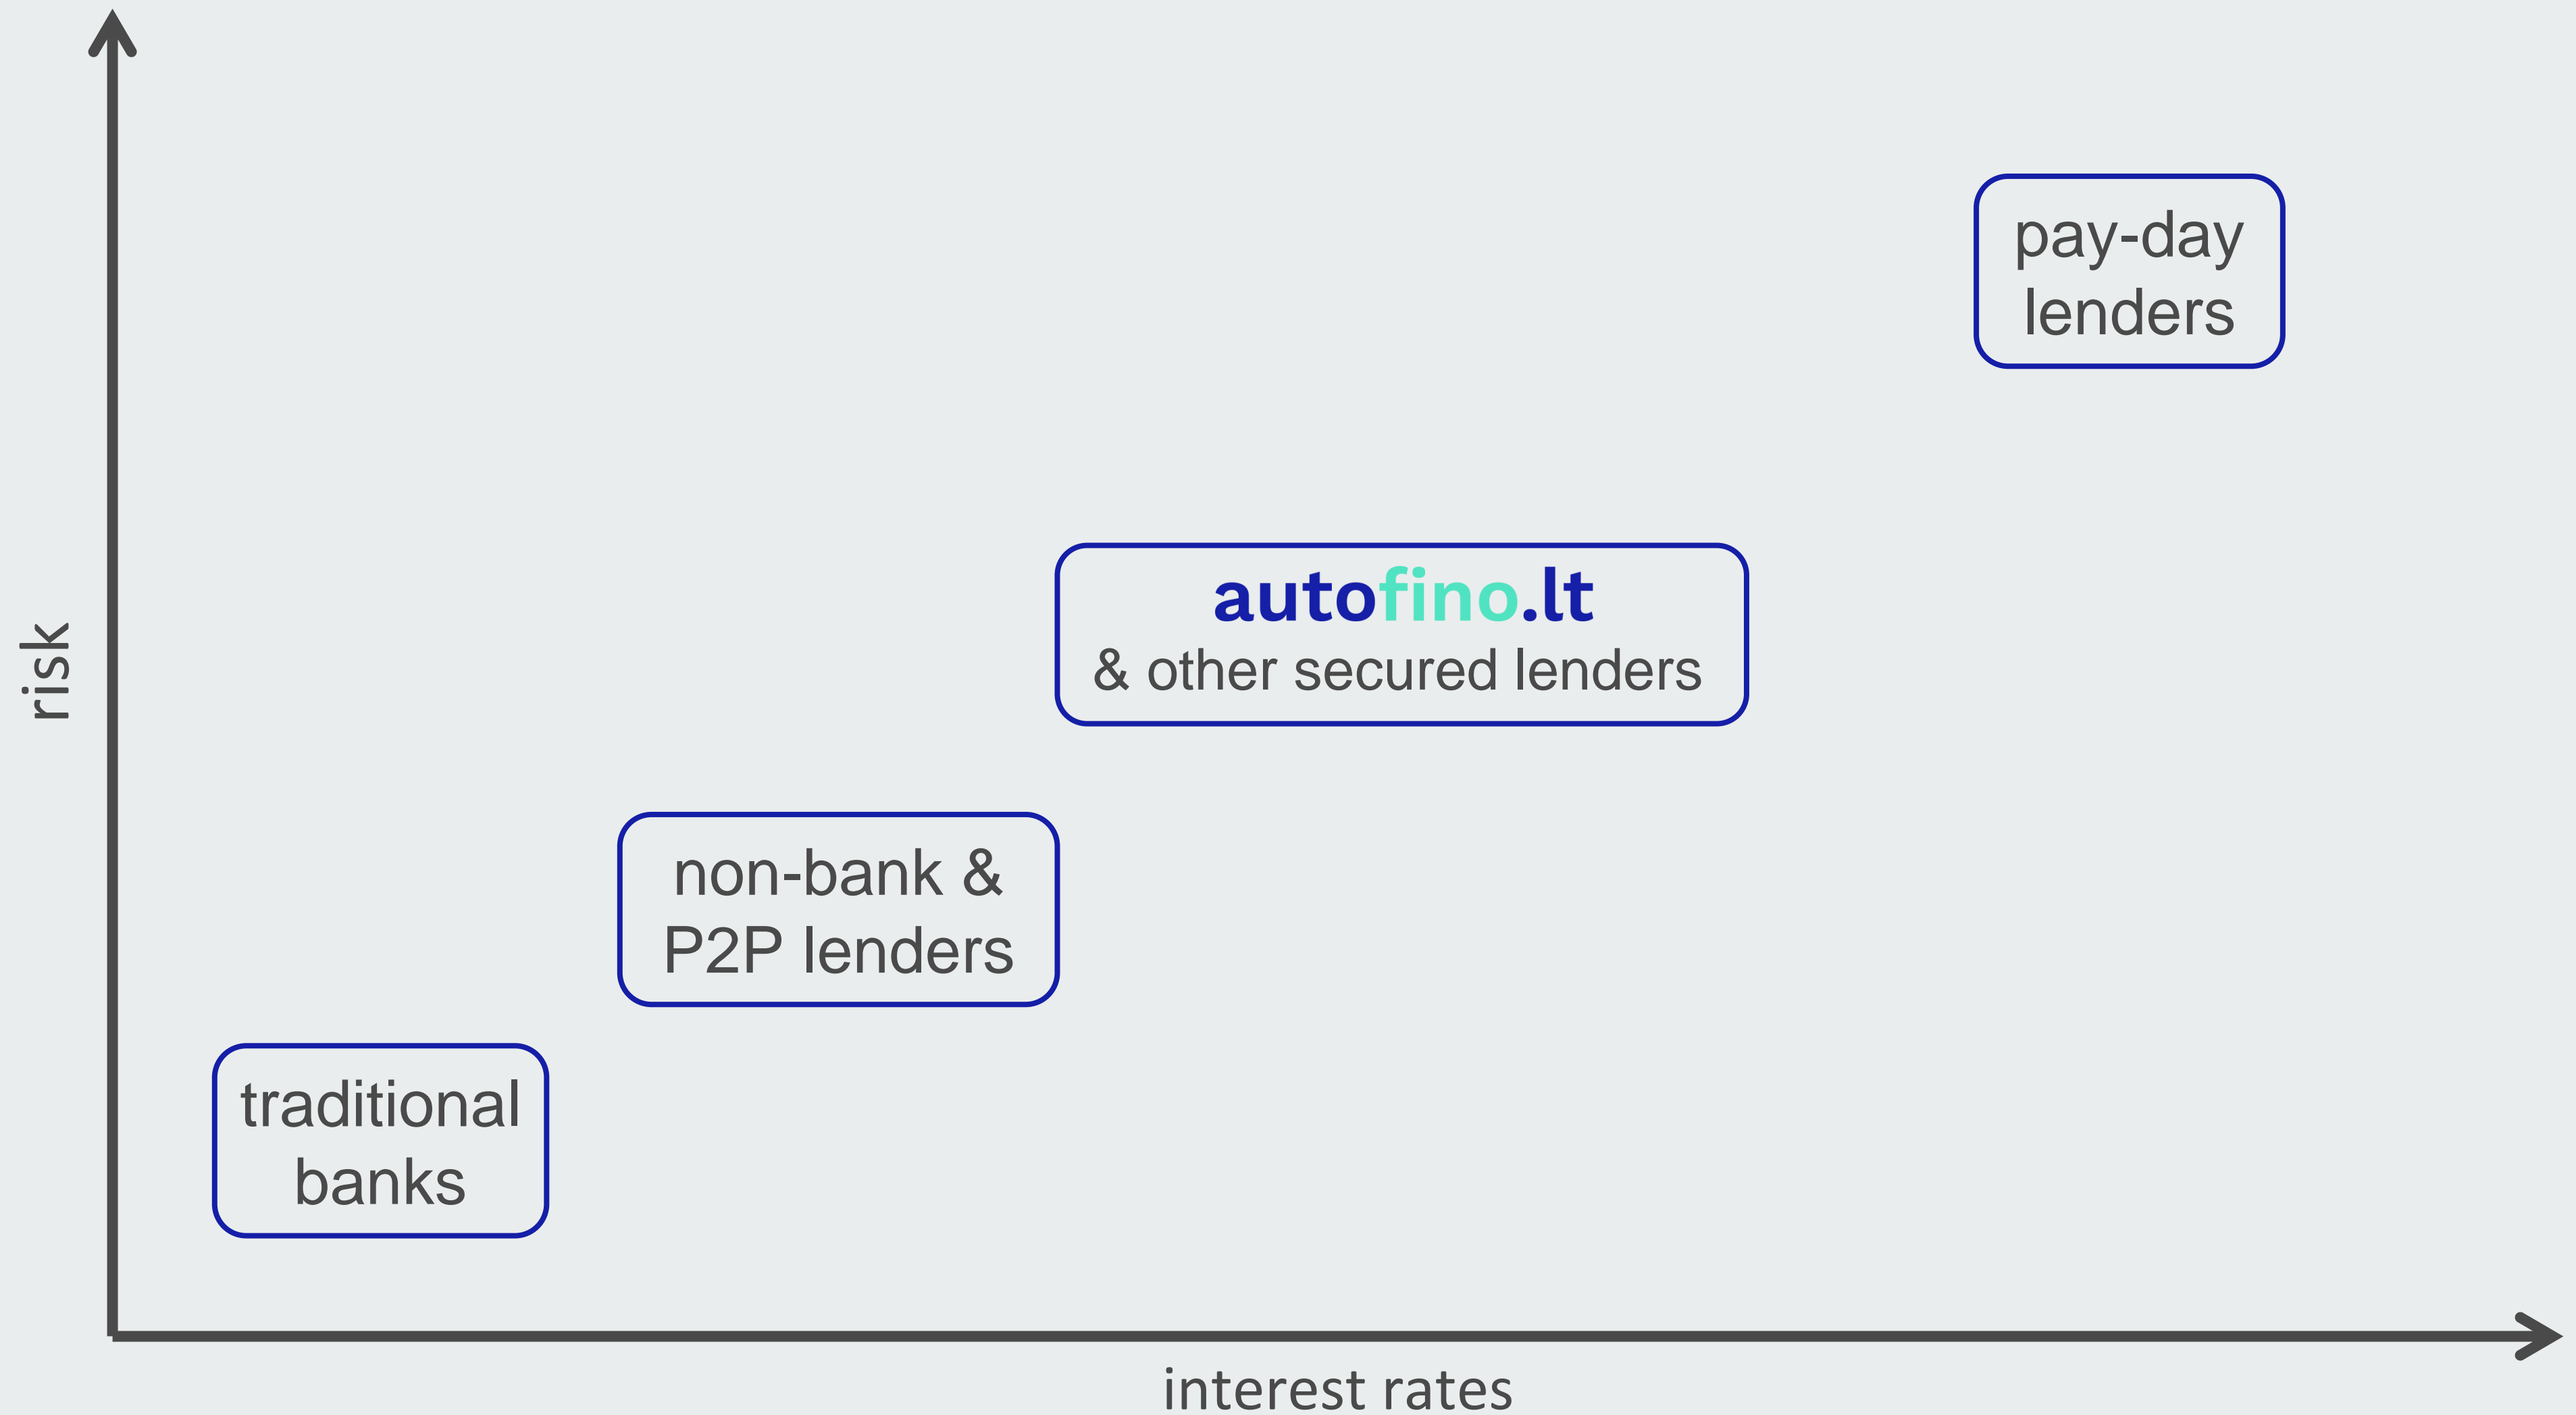 pay-day
lenders
autofino.lt
& other secured lenders
risk
non-bank &
P2P lenders
traditional
banks
interest rates